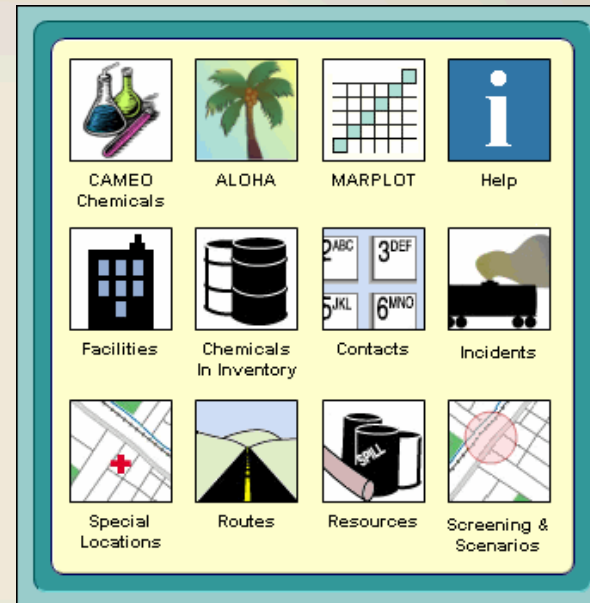 CAMEO
Chemicals
ALOHA
MARPLOT
i
Help
Facilities
Chemicals
In Inventory
2ABC 3DEF
5JKL 6MNO
Contacts
Incidents
Special
Locations
Routes
SPILL
Resources
Screening &
Scenarios